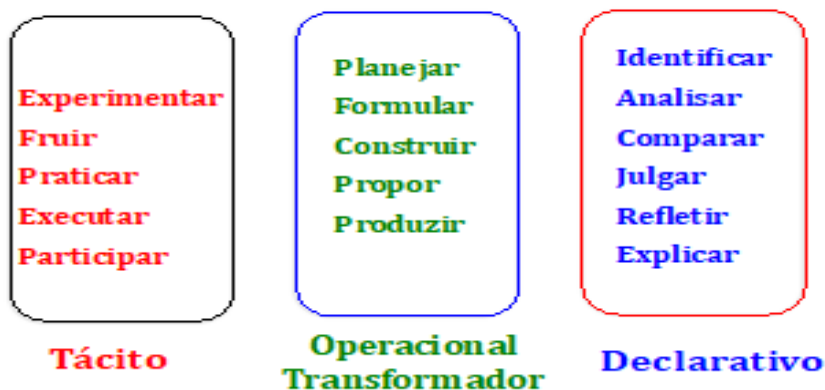 Experimentar
Fruir
Praticar
Executar
Participar
Tácito
Planejar
Formular
Construir
Propor
Produzir
Operacional
Transformador
Identificar
Analisar
Comparar
Julgar
Refletir
Explicar
Declarativo